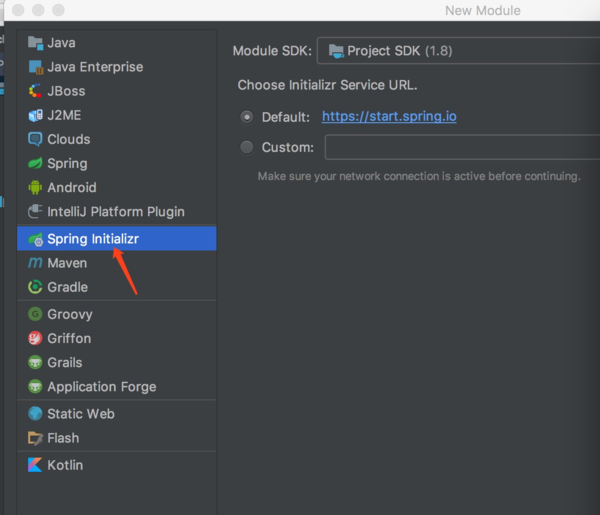 New Module
Java
Java Enterprise
JBoss
J2ME
Clouds
Spring
Android
IntelliJ Platform Plugin
Spring Initializr
Maven
Gradle
Groovy
Griffon
Grails
Application Forge
Static Web
Flash
Kotlin
Module SDK: Project SDK (1.8)
Choose Initializr Service URL.
Default: https://start.spring.io
Custom:
Make sure your network connection is active before continuing.